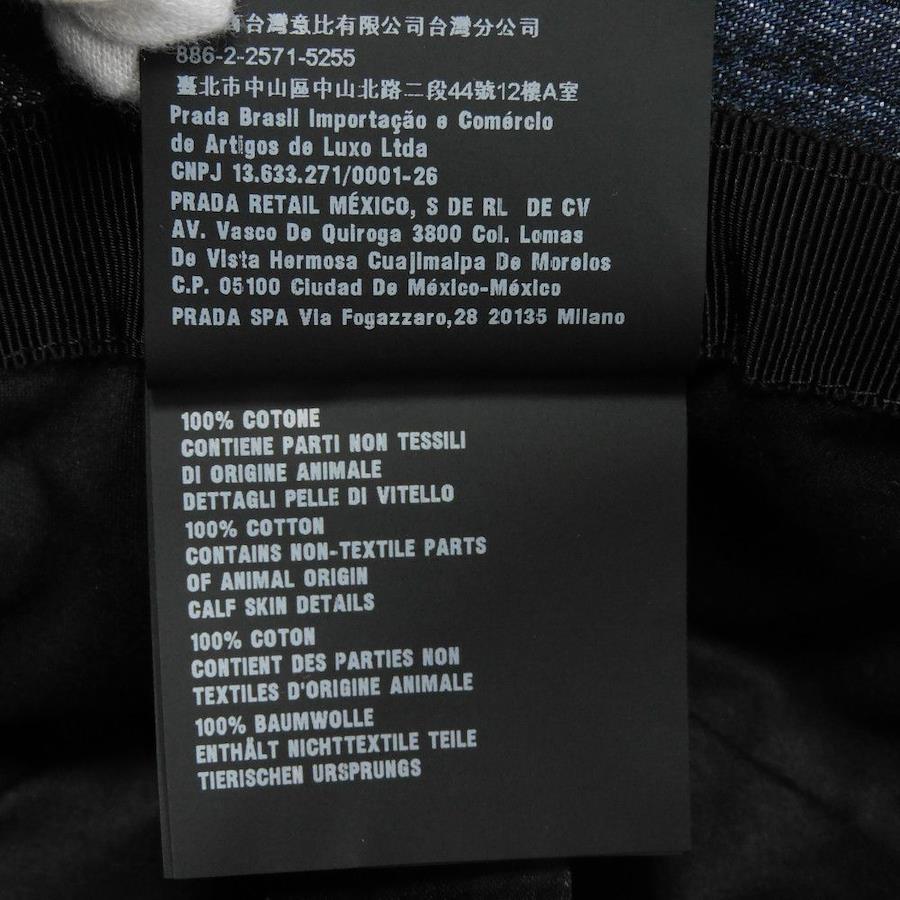 台灣意比有限公司台灣分公司
886-2-2571-5255
臺北市中山區中山北路二段44號12樓A室
Prada Brasil Importação e Comércio
de Artigos de Luxo Ltda
CNPJ 13.633.271/0001-26
PRADA RETAIL MÉXICO, S DE RL DE CV
AV. Vasco De Quiroga 3800 Col. Lomas
De Vista Hermosa Cuajimalpa De Morelos
C.P. 05100 Ciudad De México-México
PRADA SPA Via Fogazzaro,28 20135 Milano
100% COTONE
CONTIENE PARTI NON TESSILI
DI ORIGINE ANIMALE
DETTAGLI PELLE DI VITELLO
100% COTTON
CONTAINS NON-TEXTILE PARTS
OF ANIMAL ORIGIN
CALF SKIN DETAILS
100% COTON
CONTIENT DES PARTIES NON
TEXTILES D'ORIGINE ANIMALE
100% BAUMWOLLE
ENTHÄLT NICHTTEXTILE TEILE
TIERISCHEN URSPRUNGS